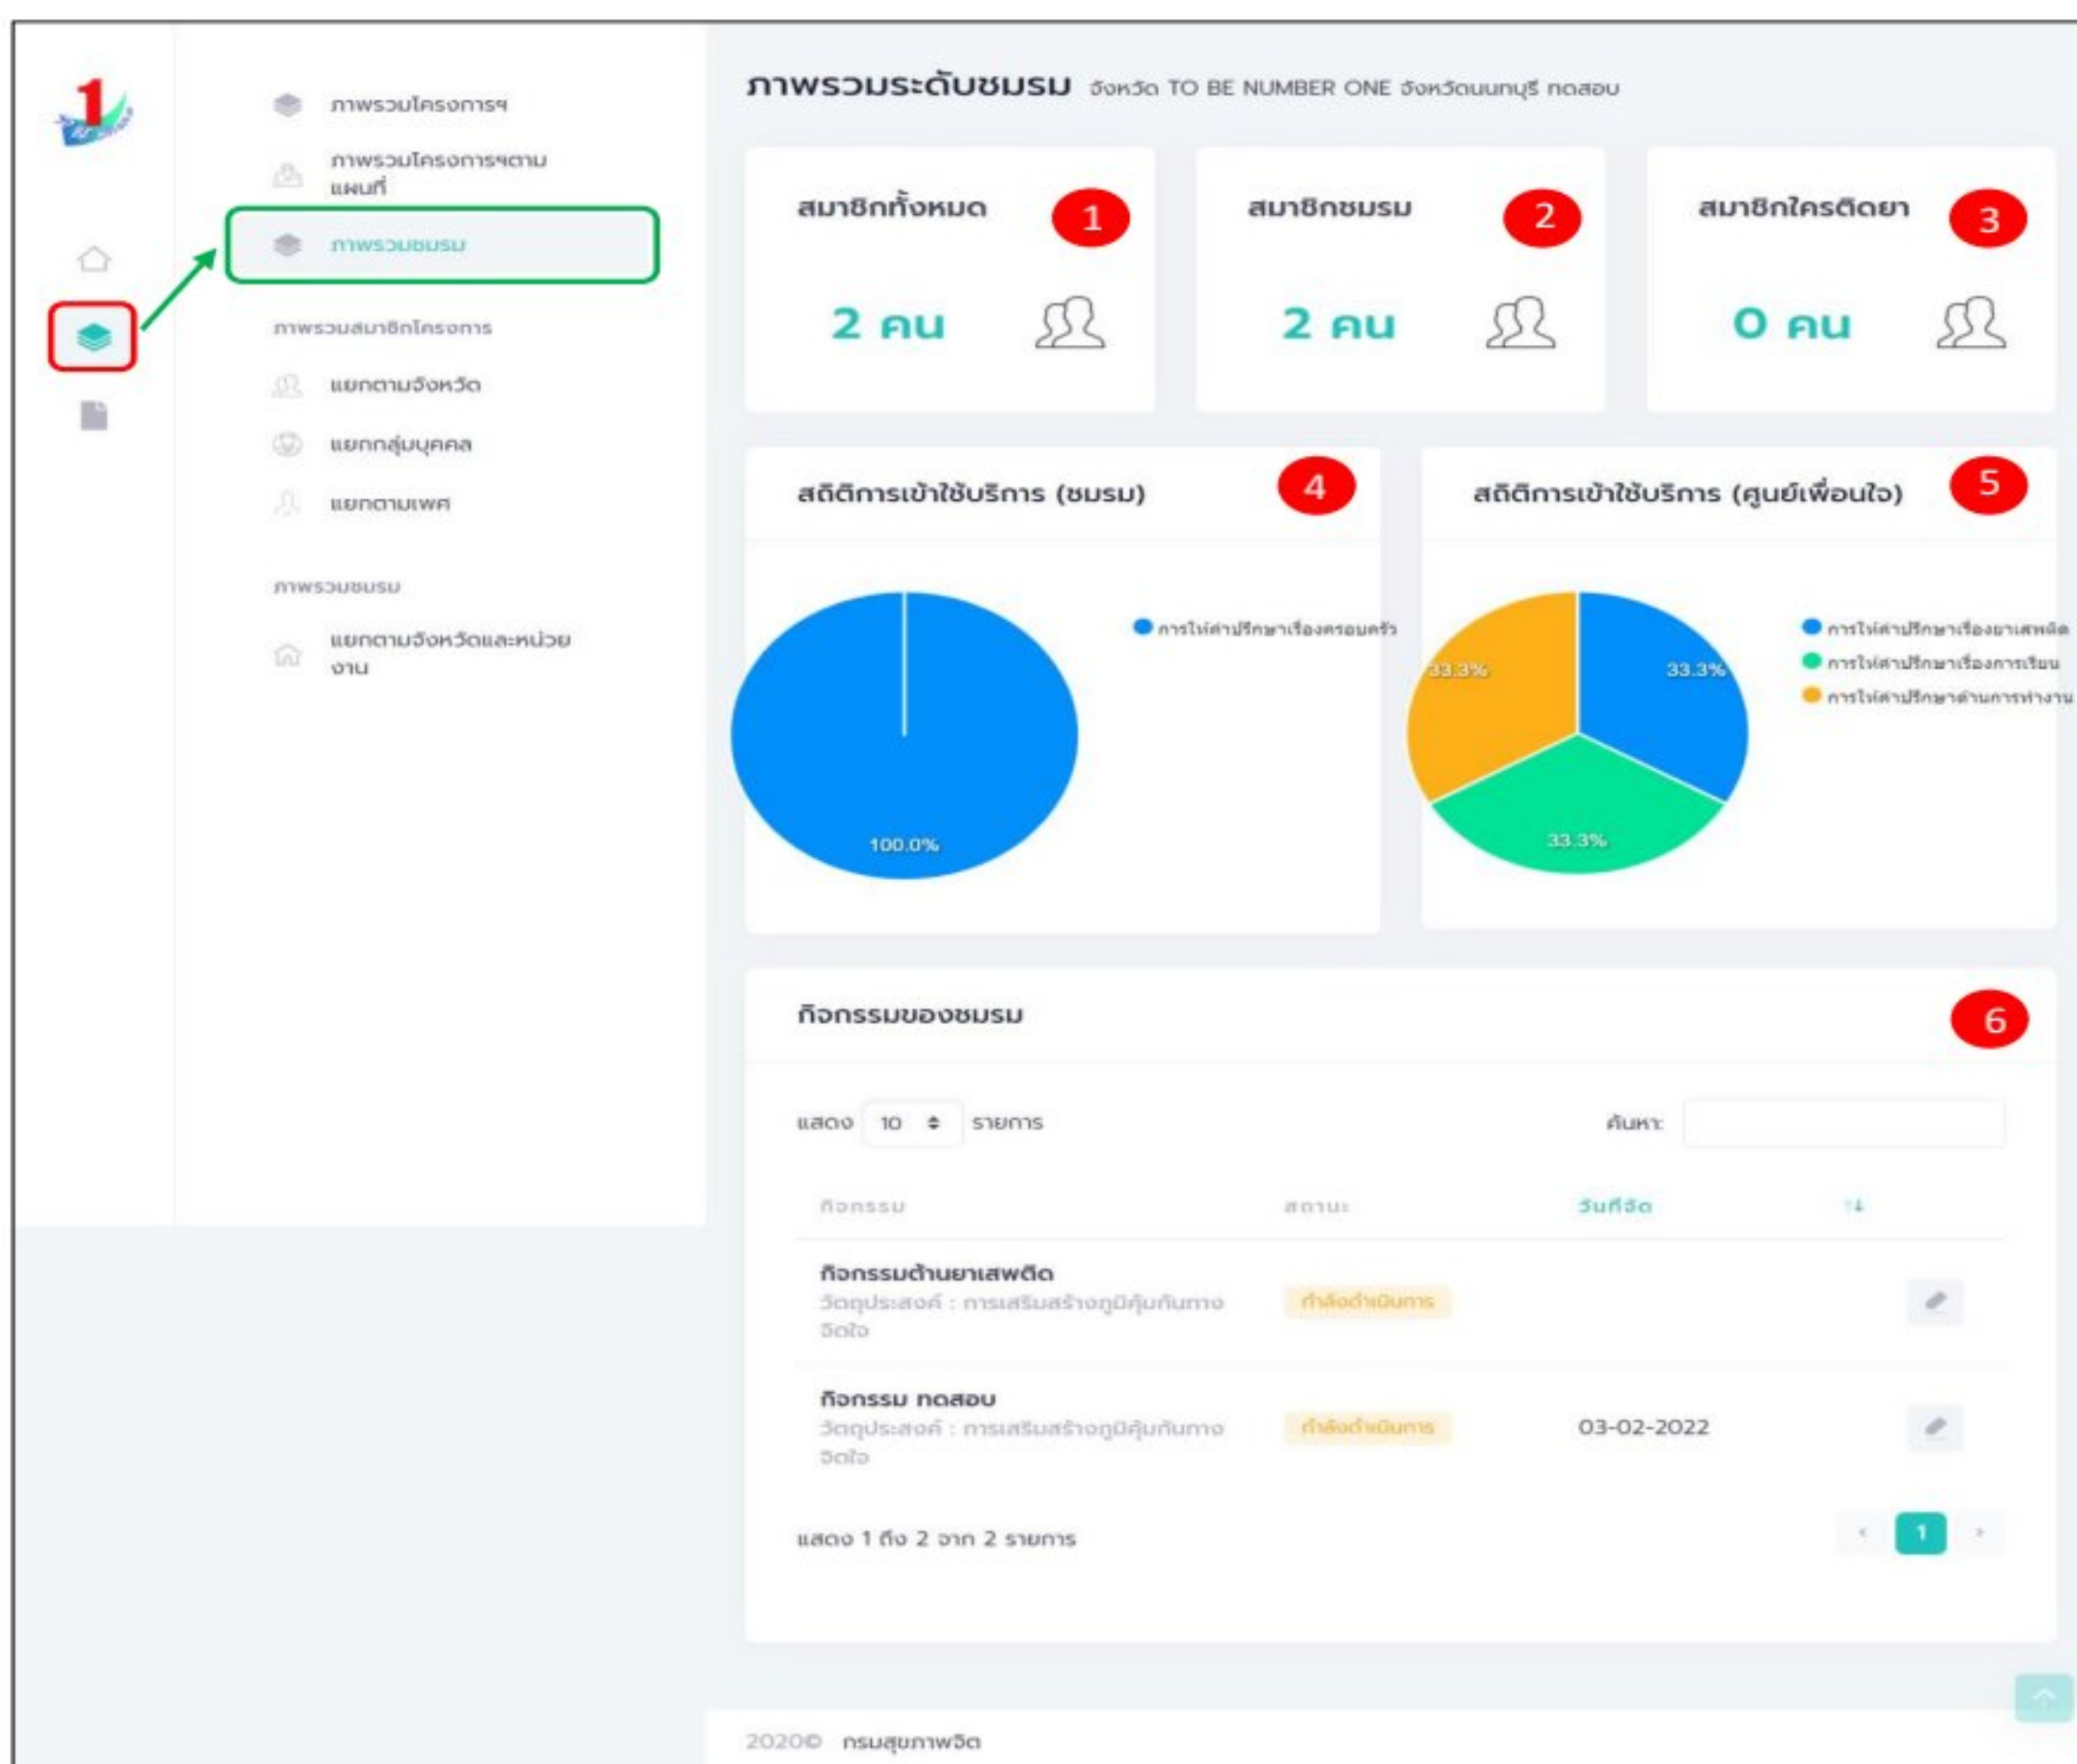 1
ภาพรวมโครงการฯ
ภาพรวมโครงการฯตาม
แผนที่
ภาพรวมชมรม
ภาพรวมสมาชิกโครงการ
แยกตามจังหวัด
แยกกลุ่มบุคคล
แยกตามเพศ
ภาพรวมชมรม
แยกตามจังหวัดและหน่วย
งาน
ภาพรวมระดับชมรม จังหวัด TO BE NUMBER ONE จังหวัดนนทบุรี ทดสอบ
สมาชิกทั้งหมด 1
2 คน
สมาชิกชมรม 2
2 คน
สมาชิกใครติดยา 3
0 คน
สถิติการเข้าใช้บริการ (ชมรม) 4
การให้คำปรึกษาเรื่องครอบครัว
100.0%
สถิติการเข้าใช้บริการ (ศูนย์เพื่อนใจ) 5
33.3%
33.3%
33.3%
การให้คำปรึกษาเรื่องยาเสพติด
การให้คำปรึกษาเรื่องการเรียน
การให้คำปรึกษาด้านการทำงาน
กิจกรรมของชมรม 6
แสดง 10 รายการ ค้นหา:
กิจกรรม สถานะ วันที่จัด
กิจกรรมต้านยาเสพติด
วัตถุประสงค์ : การเสริมสร้างภูมิคุ้มกันทาง
จิตใจ
กำลังดำเนินการ
กิจกรรม ทดสอบ
วัตถุประสงค์ : การเสริมสร้างภูมิคุ้มกันทาง
จิตใจ
กำลังดำเนินการ 03-02-2022
แสดง 1 ถึง 2 จาก 2 รายการ
1
2020© กรมสุขภาพจิต